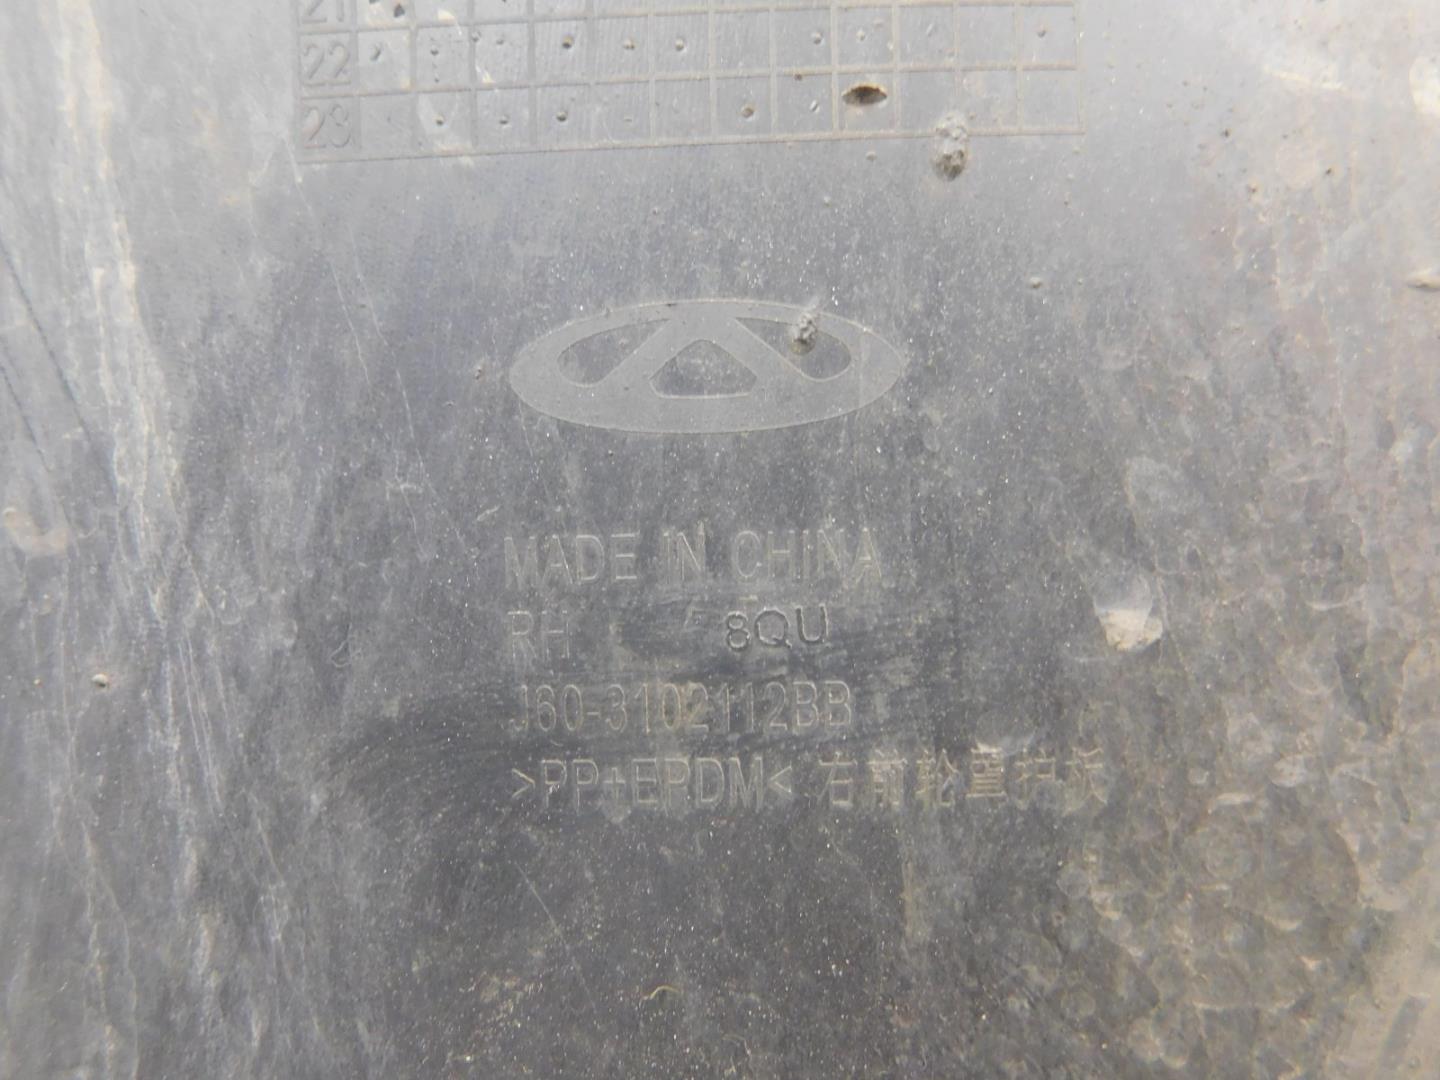 21
22
23
MADE IN CHINA
RH 8QU
J60-3102112BB
>PP+EPDM< 右前轮罩护板